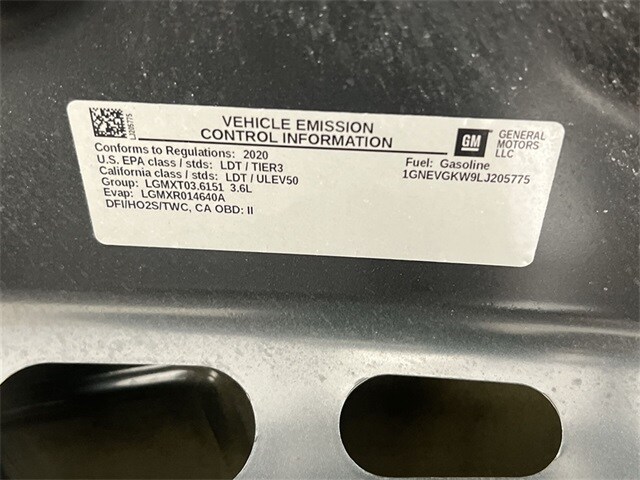 LJ205775
VEHICLE EMISSION
CONTROL INFORMATION
Conforms to Regulations: 2020
U.S. EPA class / stds: LDT / TIER3
California class / stds: LDT / ULEV50
Group: LGMXT03.6151 3.6L
Evap: LGMXR014640A
DFI/HO2S/TWC, CA OBD: II
GM
GENERAL
MOTORS
LLC
Fuel: Gasoline
1GNEVGKW9LJ205775